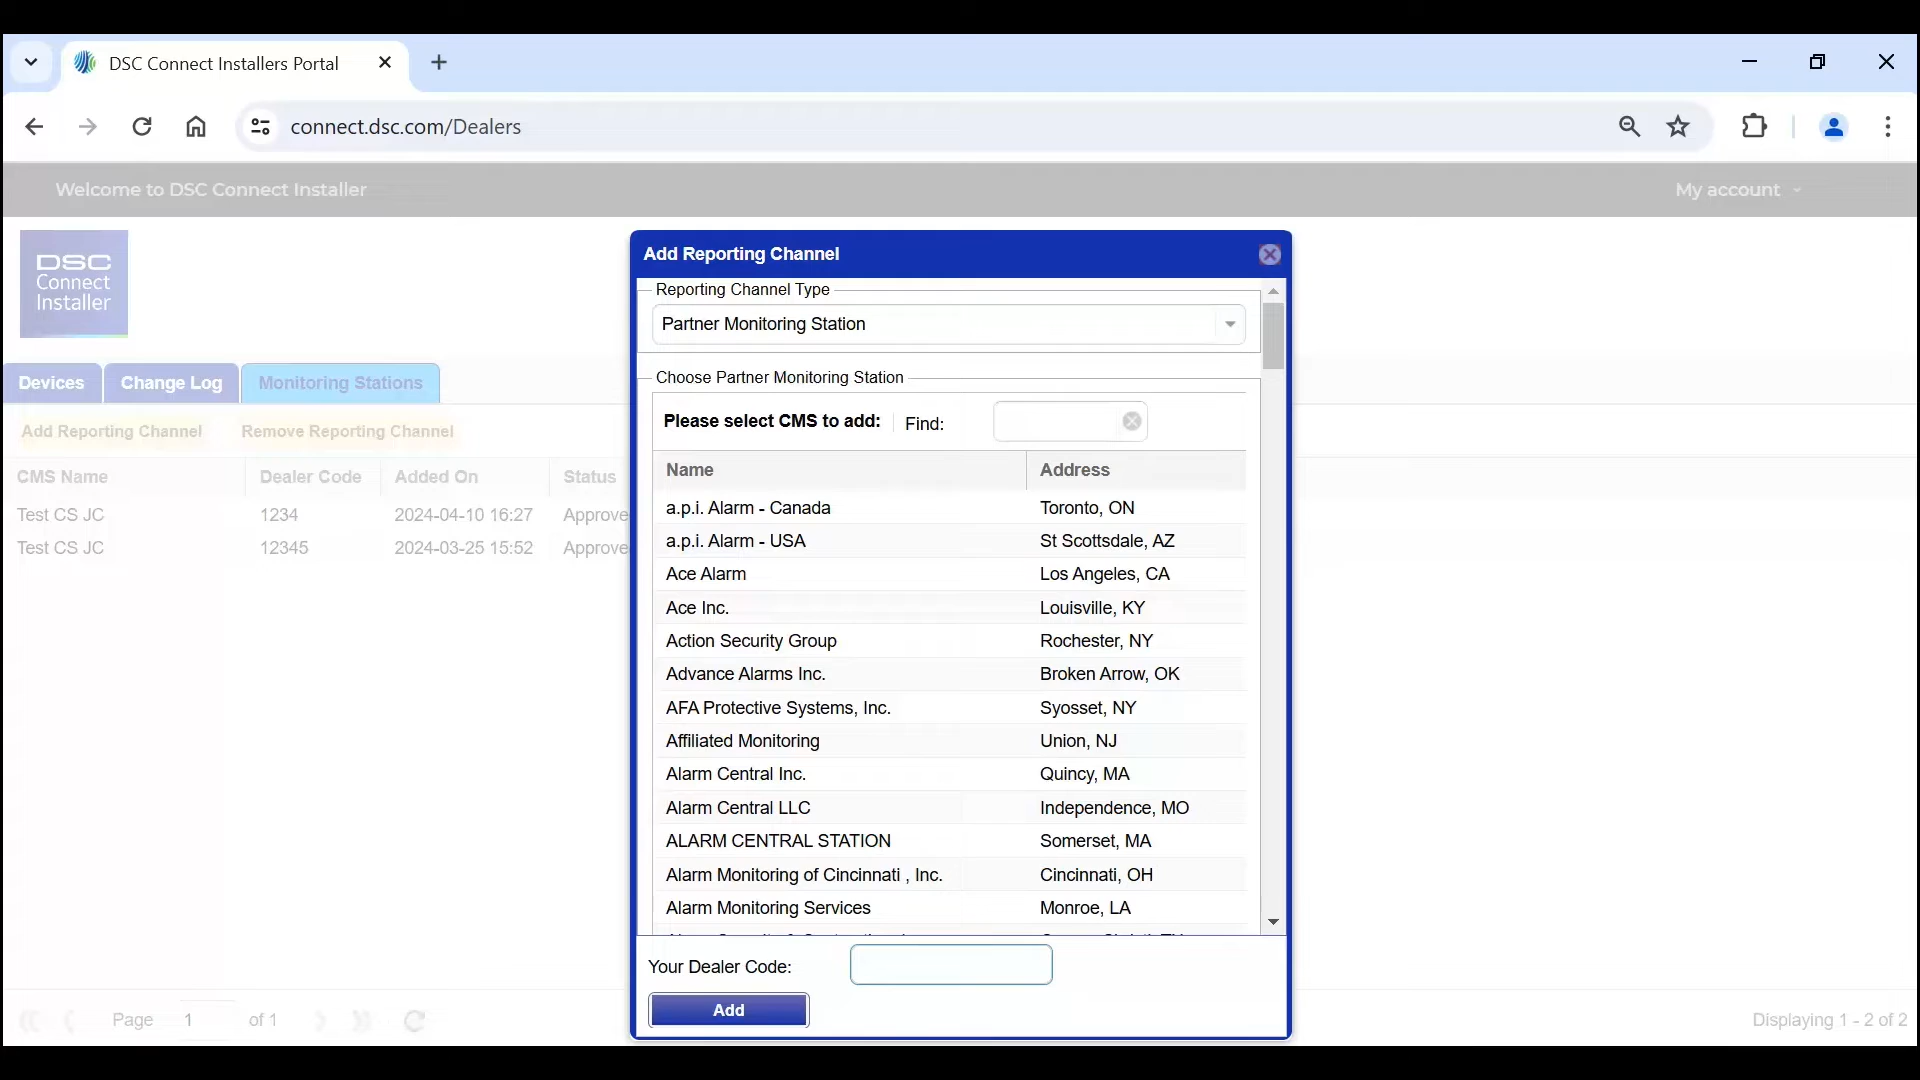 DSC Connect Installers Portal
connect.dsc.com/Dealers
Welcome to DSC Connect Installer
My account
DSC
Connect
Installer
Devices
Change Log
Monitoring Stations
Add Reporting Channel
Remove Reporting Channel
CMS Name Dealer Code Added On Status
Test CS JC 1234 2024-04-10 16:27 Approve
Test CS JC 12345 2024-03-25 15:52 Approve
Add Reporting Channel
Reporting Channel Type
Partner Monitoring Station
Choose Partner Monitoring Station
Please select CMS to add: Find:
Name Address
a.p.i. Alarm - Canada Toronto, ON
a.p.i. Alarm - USA St Scottsdale, AZ
Ace Alarm Los Angeles, CA
Ace Inc. Louisville, KY
Action Security Group Rochester, NY
Advance Alarms Inc. Broken Arrow, OK
AFA Protective Systems, Inc. Syosset, NY
Affiliated Monitoring Union, NJ
Alarm Central Inc. Quincy, MA
Alarm Central LLC Independence, MO
ALARM CENTRAL STATION Somerset, MA
Alarm Monitoring of Cincinnati , Inc. Cincinnati, OH
Alarm Monitoring Services Monroe, LA
Your Dealer Code:
Add
Page 1 of 1
Displaying 1 - 2 of 2